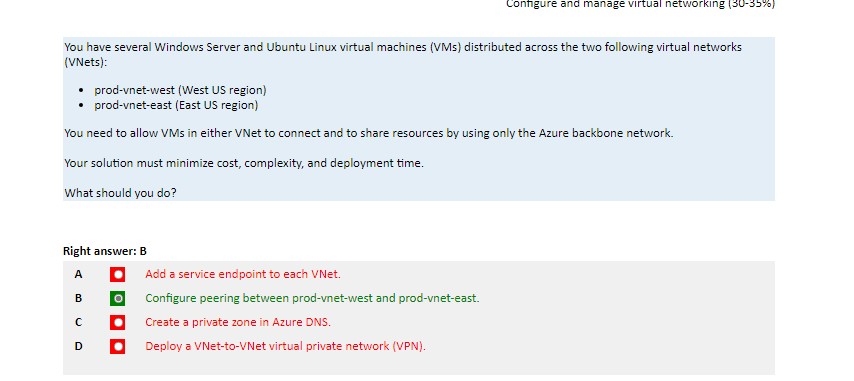 Configure and manage virtual networking (30-35%)
You have several Windows Server and Ubuntu Linux virtual machines (VMs) distributed across the two following virtual networks
(VNets):
• prod-vnet-west (West US region)
• prod-vnet-east (East US region)
You need to allow VMs in either VNet to connect and to share resources by using only the Azure backbone network.
Your solution must minimize cost, complexity, and deployment time.
What should you do?
Right answer: B
A Add a service endpoint to each VNet.
B Configure peering between prod-vnet-west and prod-vnet-east.
C Create a private zone in Azure DNS.
D Deploy a VNet-to-VNet virtual private network (VPN).